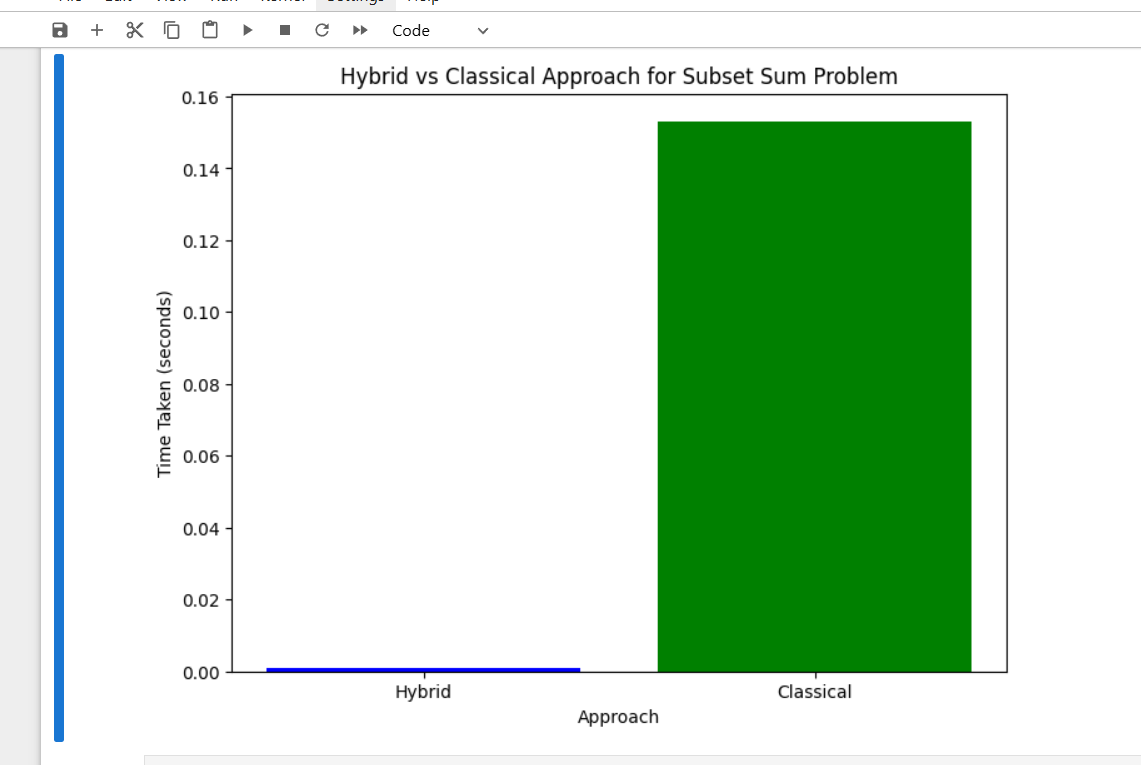 Code
Hybrid vs Classical Approach for Subset Sum Problem
0.16
0.14
0.12
0.10
0.08
0.06
0.04
0.02
0.00
Time Taken (seconds)
Hybrid
Classical
Approach